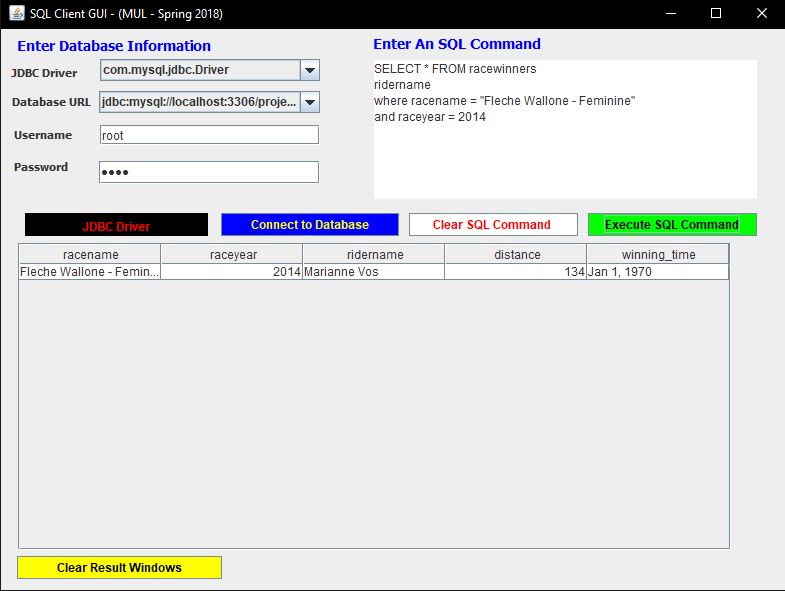 SQL Client GUI - (MUL - Spring 2018)
Enter Database Information
JDBC Driver
com.mysql.jdbc.Driver
Database URL
jdbc:mysql://localhost:3306/proje...
Username
root
Password
••••
Enter An SQL Command
SELECT * FROM racewinners
ridername
where racename = "Fleche Wallone - Feminine"
and raceyear = 2014
JDBC Driver
Connect to Database
Clear SQL Command
Execute SQL Command
racename raceyear ridername distance winning_time
Fleche Wallone - Femin... 2014 Marianne Vos 134 Jan 1, 1970
Clear Result Windows